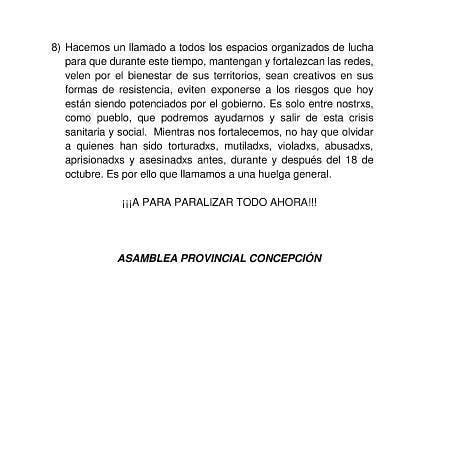 8) Hacemos un llamado a todos los espacios organizados de lucha
para que durante este tiempo, mantengan y fortalezcan las redes,
velen por el bienestar de sus territorios, sean creativos en sus
formas de resistencia, eviten exponerse a los riesgos que hoy
están siendo potenciados por el gobierno. Es solo entre nostrxs,
como pueblo, que podremos ayudarnos y salir de esta crisis
sanitaria y social. Mientras nos fortalecemos, no hay que olvidar
a quienes han sido torturadxs, mutiladxs, violadxs, abusadxs,
aprisionadxs y asesinadxs antes, durante y después del 18 de
octubre. Es por ello que llamamos a una huelga general.
¡¡¡A PARA PARALIZAR TODO AHORA!!!
ASAMBLEA PROVINCIAL CONCEPCIÓN